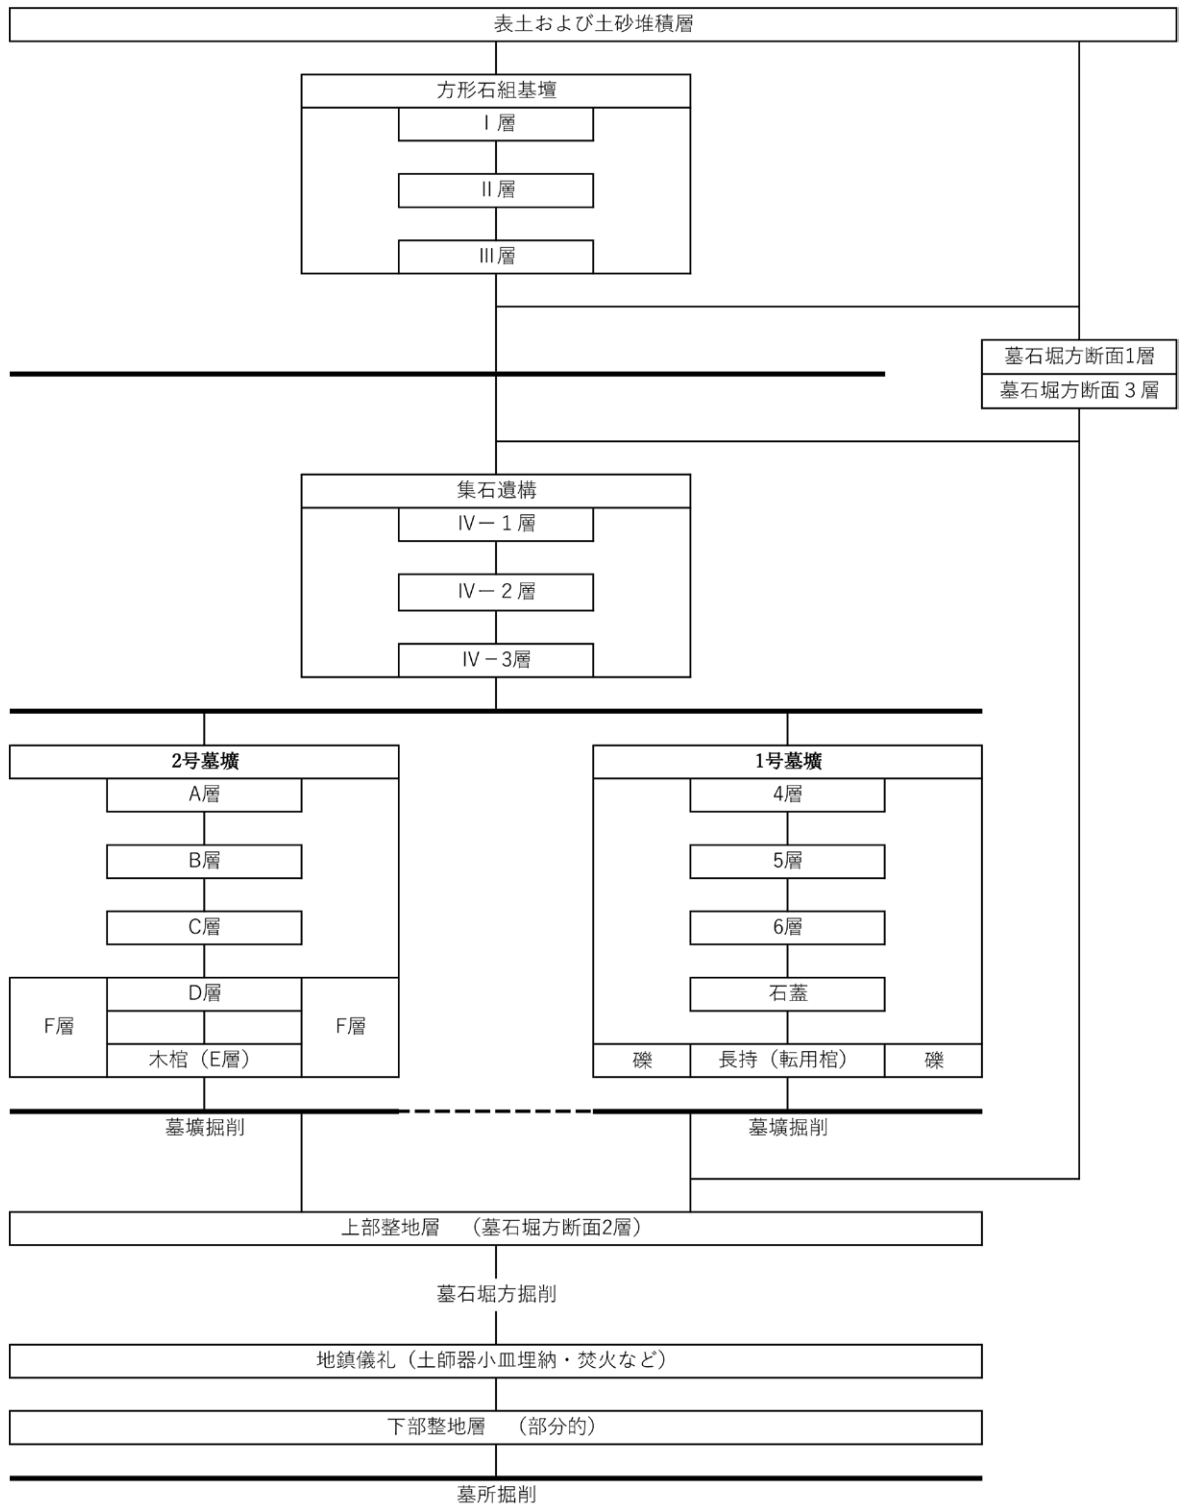 表土および土砂堆積層
方形石組基壇
Ⅰ層
Ⅱ層
Ⅲ層
墓石堀方断面1層
墓石堀方断面３層
集石遺構
Ⅳ－１層
Ⅳ－２層
Ⅳ－3層
2号墓壙
1号墓壙
A層
4層
B層
5層
C層
6層
D層
石蓋
F層
F層
木棺（E層）
礫
長持（転用棺）
礫
墓壙掘削
墓壙掘削
上部整地層　（墓石堀方断面2層）
墓石堀方掘削
地鎮儀礼（土師器小皿埋納・焚火など）
下部整地層　（部分的）
墓所掘削